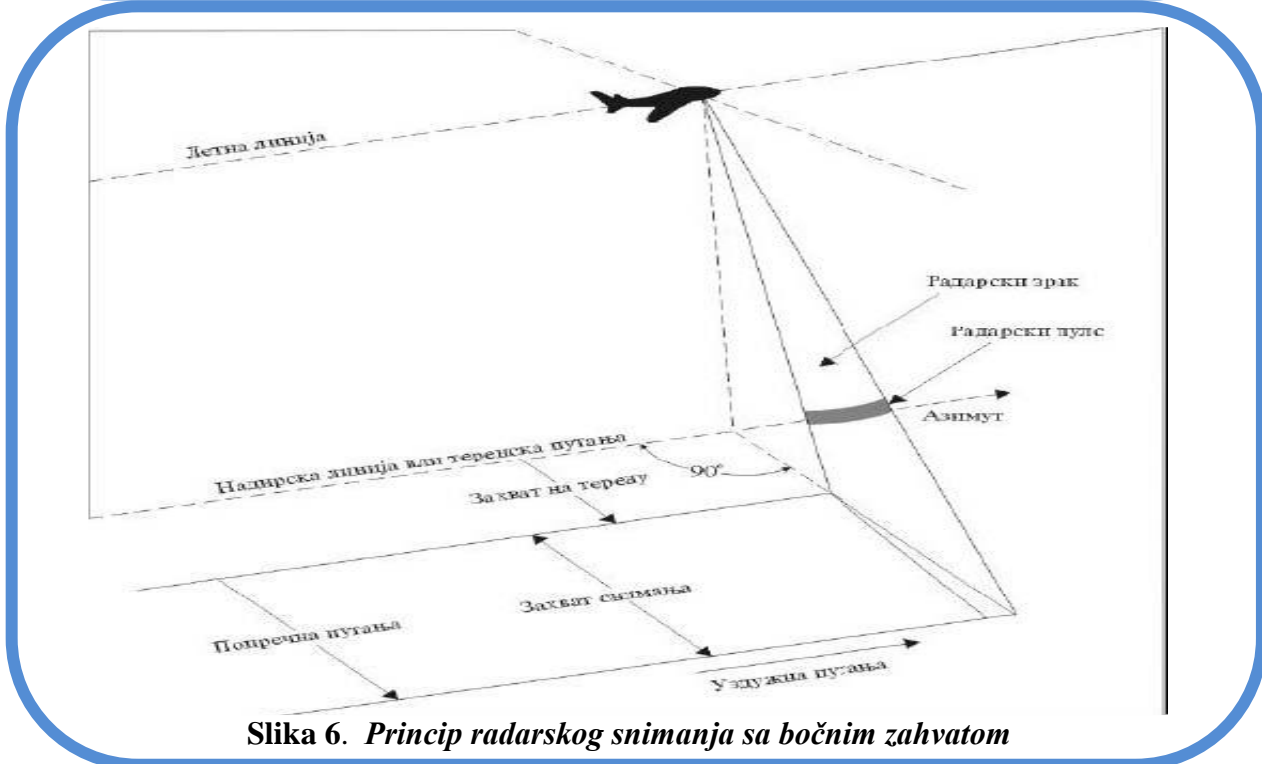 Летна линија
Радарски зрак
Радарски пулс
Азимут
Надирска линија или теренска путања
90°
Захват на терену
Захват снимања
Попречна путања
Уздужна путања
Slika 6. Princip radarskog snimanja sa bočnim zahvatom